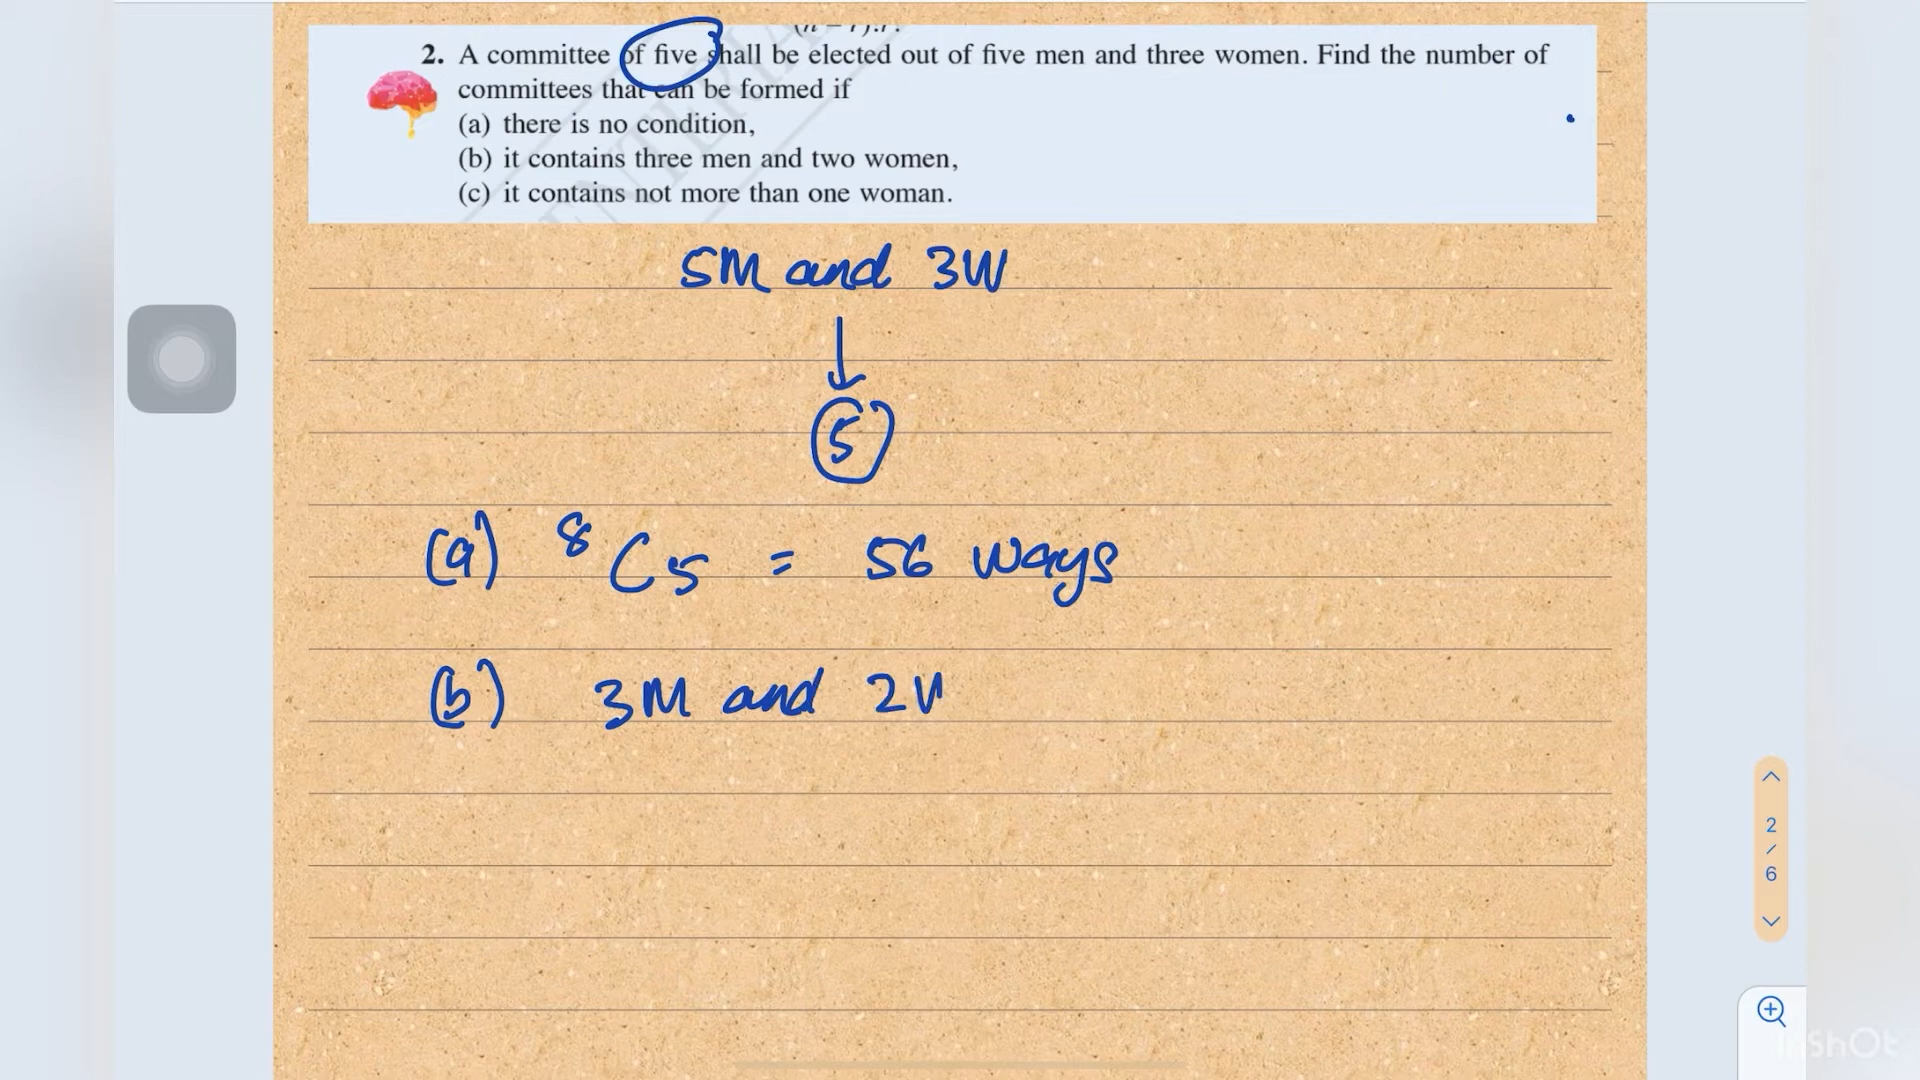 2. A committee of five shall be elected out of five men and three women. Find the number of
committees that can be formed if
(a) there is no condition,
(b) it contains three men and two women,
(c) it contains not more than one woman.
5M and 3W
5
(a) ⁸C₅ = 56 ways
(b) 3M and 2
2
/
6